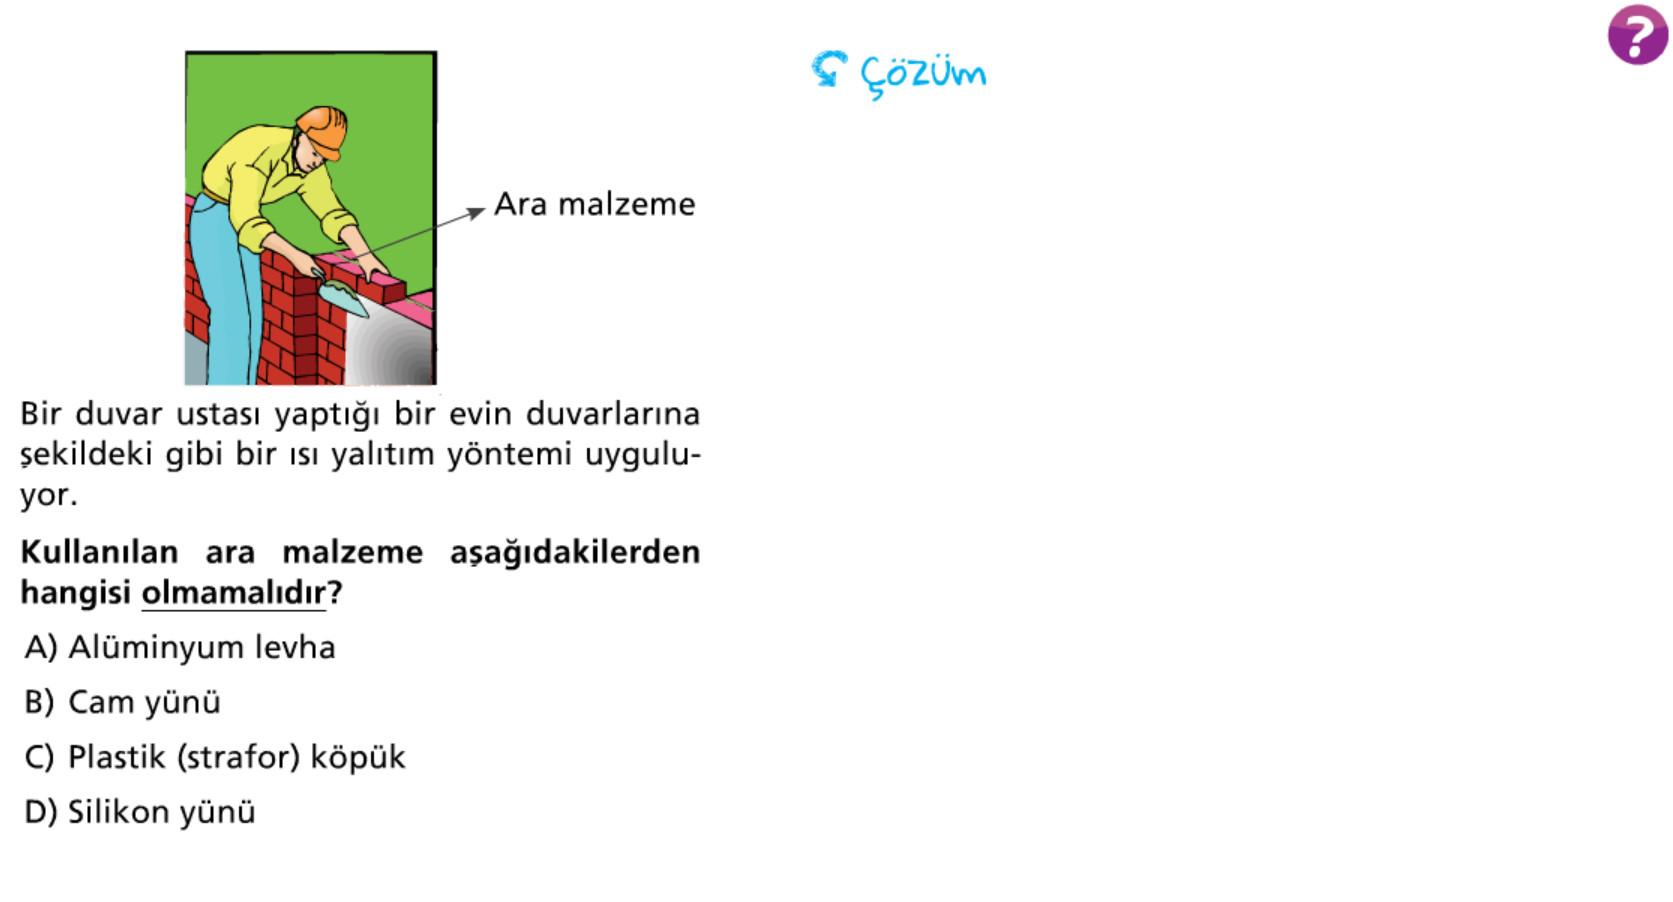 ?
Çözüm
Ara malzeme
Bir duvar ustası yaptığı bir evin duvarlarına
şekildeki gibi bir ısı yalıtım yöntemi uygulu-
yor.
Kullanılan ara malzeme aşağıdakilerden
hangisi olmamalıdır?
A) Alüminyum levha
B) Cam yünü
C) Plastik (strafor) köpük
D) Silikon yünü